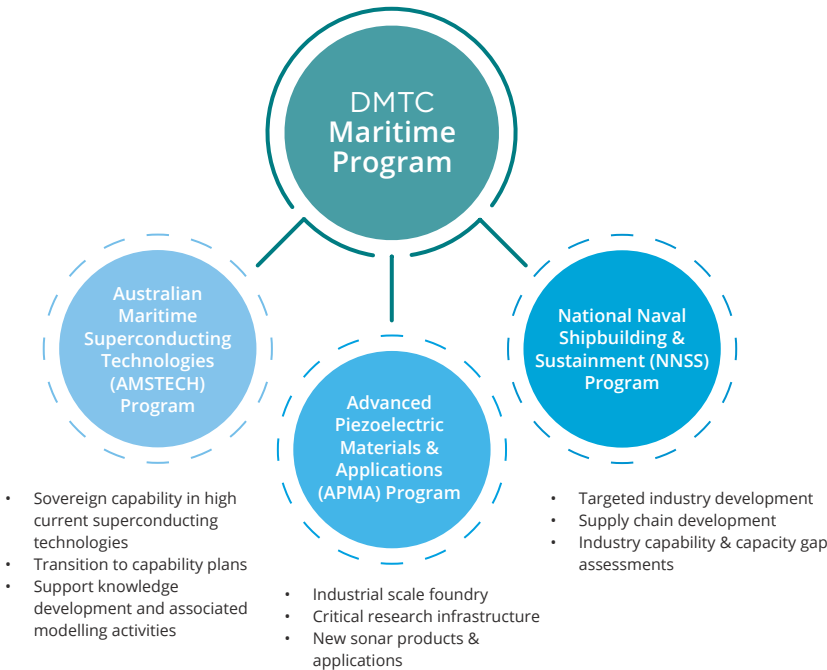 DMTC
Maritime
Program
Australian
Maritime
Superconducting
Technologies
(AMSTECH)
Program
• Sovereign capability in high
current superconducting
technologies
• Transition to capability plans
• Support knowledge
development and associated
modelling activities
Advanced
Piezoelectric
Materials &
Applications
(APMA) Program
• Industrial scale foundry
• Critical research infrastructure
• New sonar products &
applications
National Naval
Shipbuilding &
Sustainment (NNSS)
Program
• Targeted industry development
• Supply chain development
• Industry capability & capacity gap
assessments